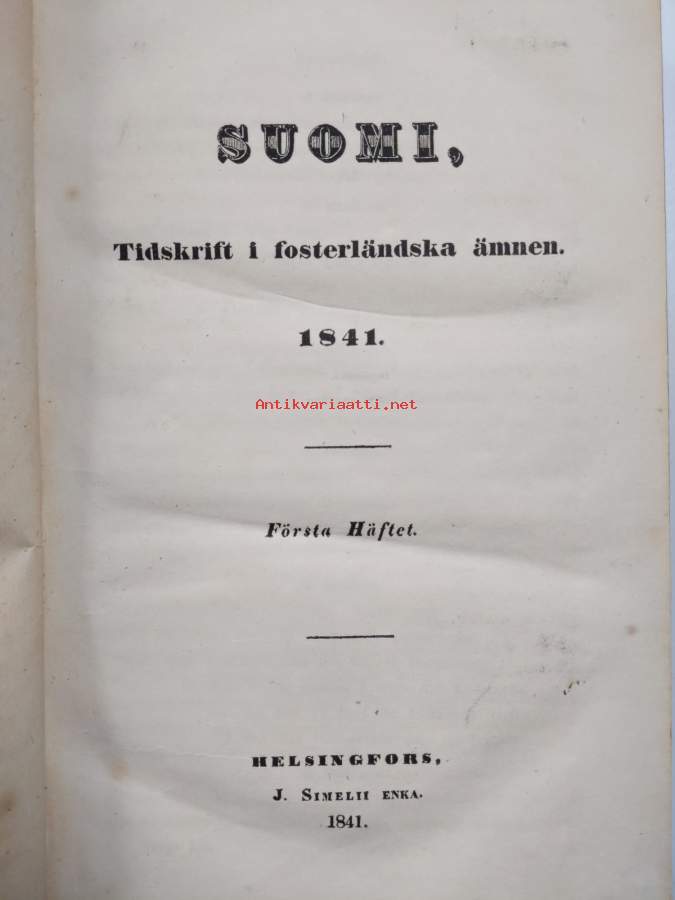 SUOMI,
Tidskrift i fosterländska ämnen.
1841.
Antikvariaatti.net
Första Häftet.
HELSINGFORS,
J. SIMELII ENKA.
1841.